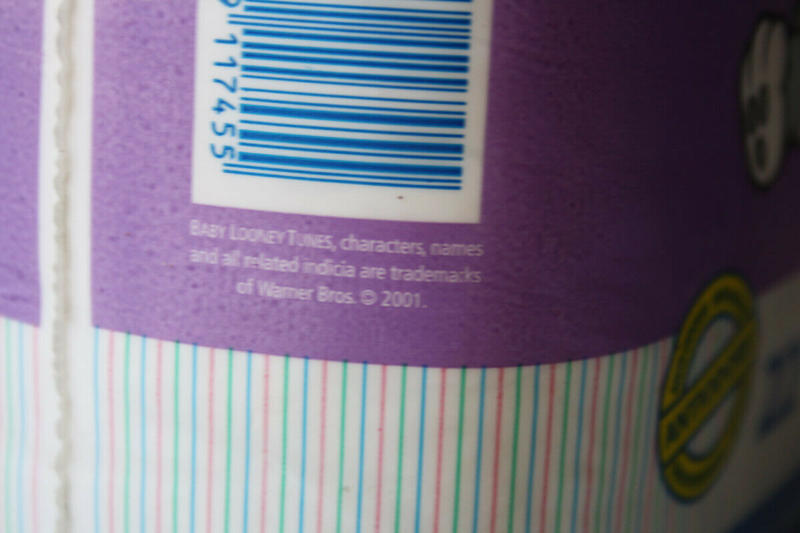 117455
BABY LOONEY TUNES, characters, names
and all related indicia are trademarks
of Warner Bros. © 2001.